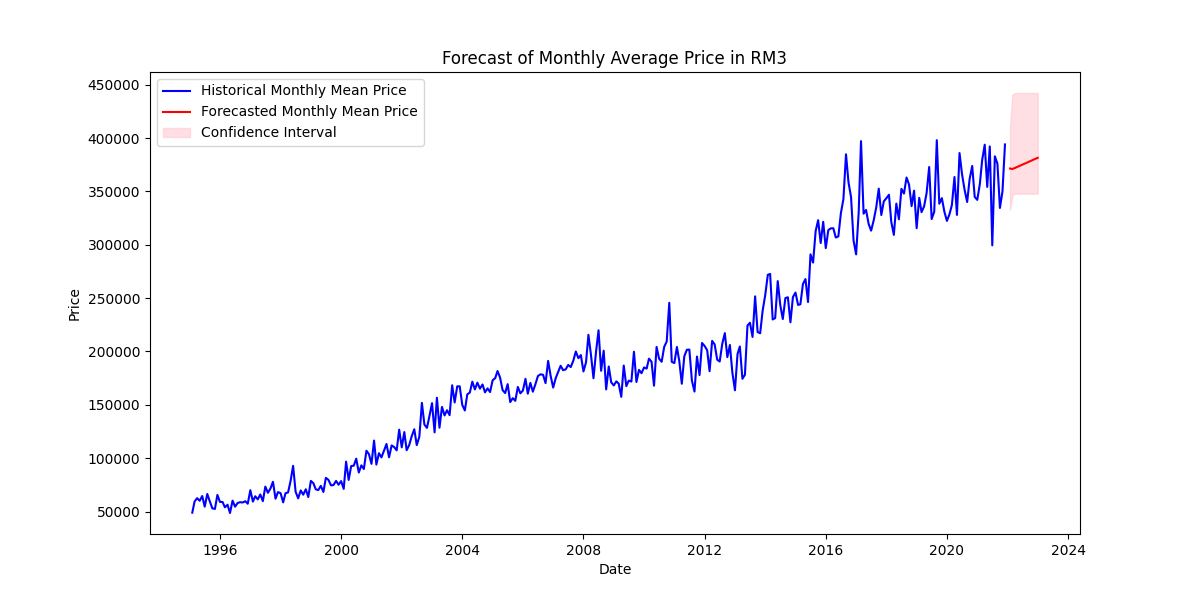 Forecast of Monthly Average Price in RM3
Historical Monthly Mean Price
Forecasted Monthly Mean Price
Confidence Interval
450000
400000
350000
300000
250000
200000
150000
100000
50000
Price
1996 2000 2004 2008 2012 2016 2020 2024
Date